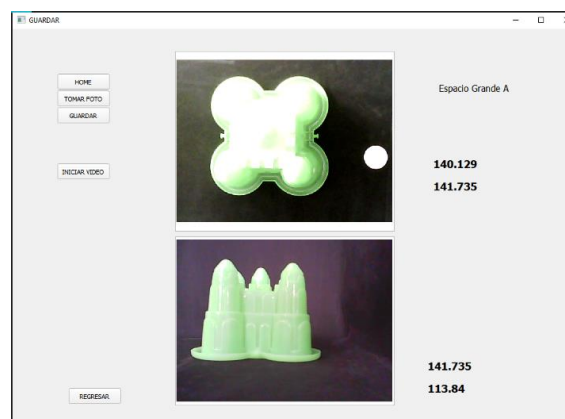 GUARDAR
HOME
TOMAR FOTO
GUARDAR
INICIAR VIDEO
REGRESAR
Espacio Grande A
140.129
141.735
141.735
113.84